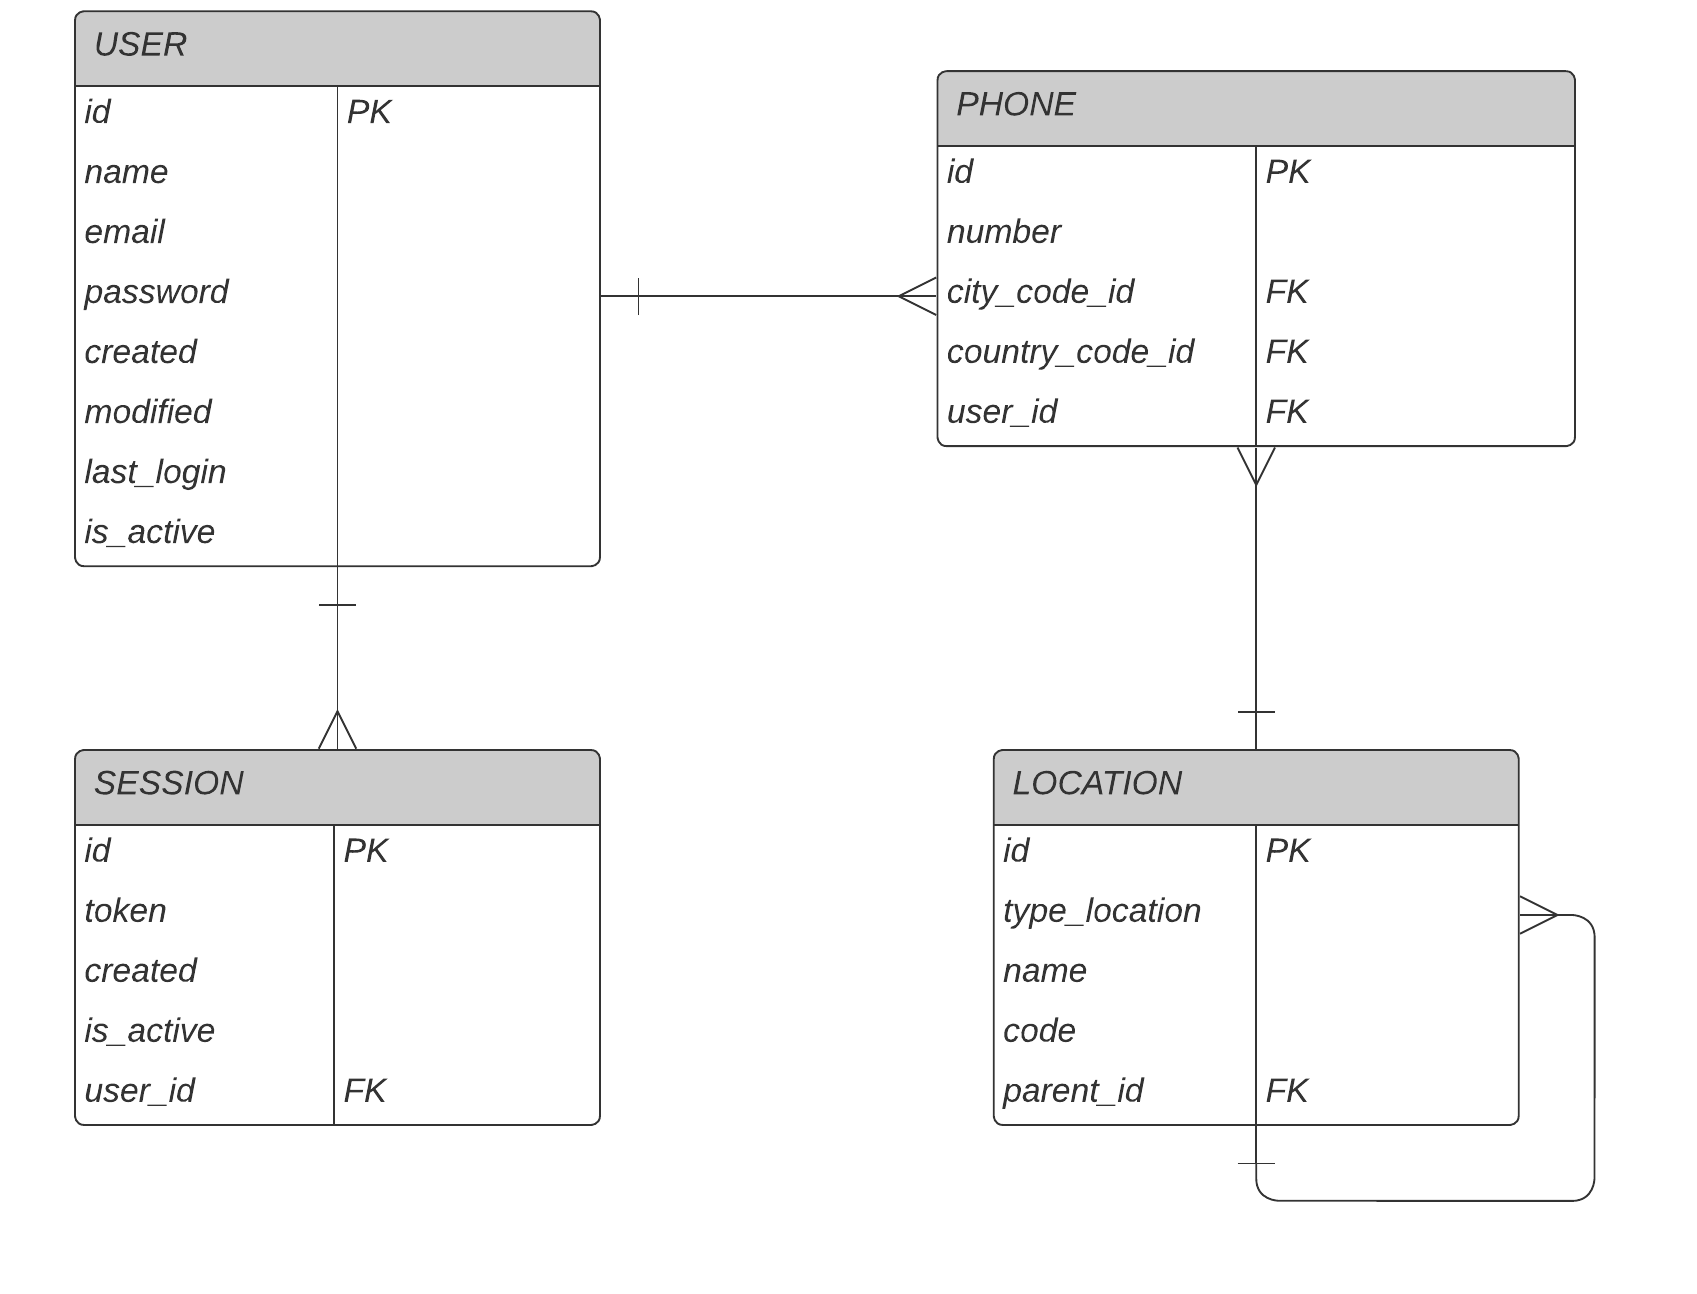 USER
id PK
name
email
password
created
modified
last_login
is_active
PHONE
id PK
number
city_code_id FK
country_code_id FK
user_id FK
SESSION
id PK
token
created
is_active
user_id FK
LOCATION
id PK
type_location
name
code
parent_id FK